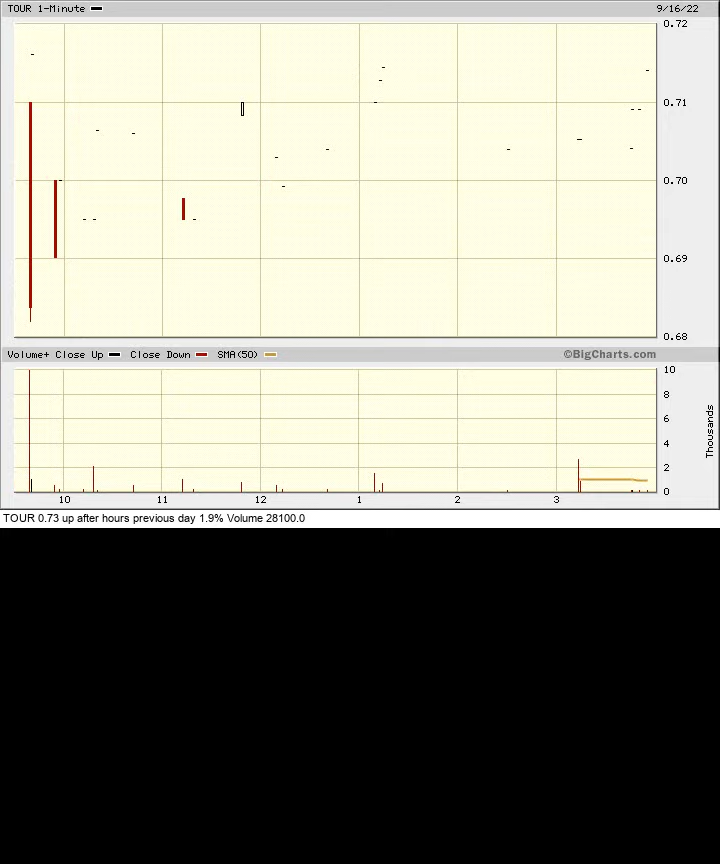 TOUR 1-Minute 9/16/22
0.72
0.71
0.70
0.69
0.68
Volume+ Close Up Close Down SMA(50) ©BigCharts.com
10
8
6
4
2
0
Thousands
10 11 12 1 2 3
TOUR 0.73 up after hours previous day 1.9% Volume 28100.0